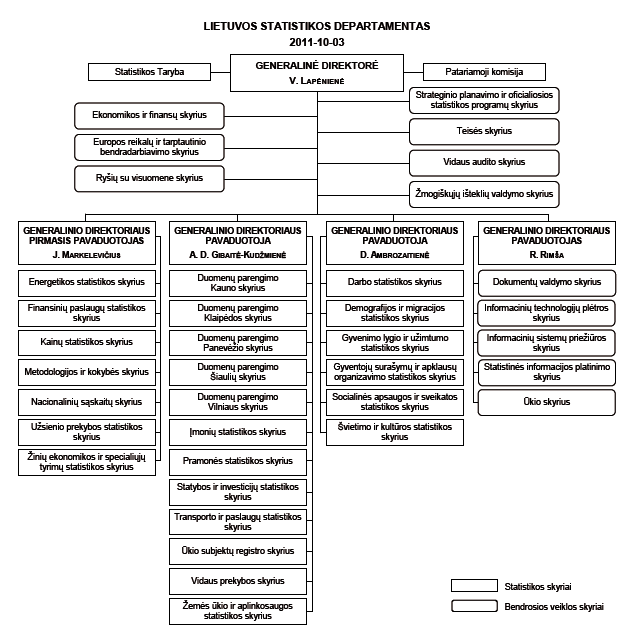 LIETUVOS STATISTIKOS DEPARTAMENTAS
2011-10-03
GENERALINĖ DIREKTORĖ
V. LAPĖNIENĖ
Statistikos Taryba
Patariamoji komisija
Ekonomikos ir finansų skyrius
Europos reikalų ir tarptautinio
bendradarbiavimo skyrius
Ryšių su visuomene skyrius
Strateginio planavimo ir oficialiosios
statistikos programų skyrius
Teisės skyrius
Vidaus audito skyrius
Žmogiškųjų išteklių valdymo skyrius
GENERALINIO DIREKTORIAUS
PIRMASIS PAVADUOTOJAS
J. MARKELEVIČIUS
Energetikos statistikos skyrius
Finansinių paslaugų statistikos
skyrius
Kainų statistikos skyrius
Metodologijos ir kokybės skyrius
Nacionalinių sąskaitų skyrius
Užsienio prekybos statistikos
skyrius
Žinių ekonomikos ir specialiųjų
tyrimų statistikos skyrius
GENERALINIO DIREKTORIAUS
PAVADUOTOJA
A. D. GIBAITĖ-KUDŽMIENĖ
Duomenų parengimo
Kauno skyrius
Duomenų parengimo
Klaipėdos skyrius
Duomenų parengimo
Panevėžio skyrius
Duomenų parengimo
Šiaulių skyrius
Duomenų parengimo
Vilniaus skyrius
Įmonių statistikos skyrius
Pramonės statistikos skyrius
Statybos ir investicijų statistikos
skyrius
Transporto ir paslaugų statistikos
skyrius
Ūkio subjektų registro skyrius
Vidaus prekybos skyrius
Žemės ūkio ir aplinkosaugos
statistikos skyrius
GENERALINIO DIREKTORIAUS
PAVADUOTOJA
D. AMBROZAITIENĖ
Darbo statistikos skyrius
Demografijos ir migracijos
statistikos skyrius
Gyvenimo lygio ir užimtumo
statistikos skyrius
Gyventojų surašymų ir apklausų
organizavimo statistikos skyrius
Socialinės apsaugos ir sveikatos
statistikos skyrius
Švietimo ir kultūros statistikos
skyrius
GENERALINIO DIREKTORIAUS
PAVADUOTOJAS
R. RIMŠA
Dokumentų valdymo skyrius
Informacinių technologijų plėtros
skyrius
Informacinių sistemų priežiūros
skyrius
Statistinės informacijos platinimo
skyrius
Ūkio skyrius
Statistikos skyriai
Bendrosios veiklos skyriai